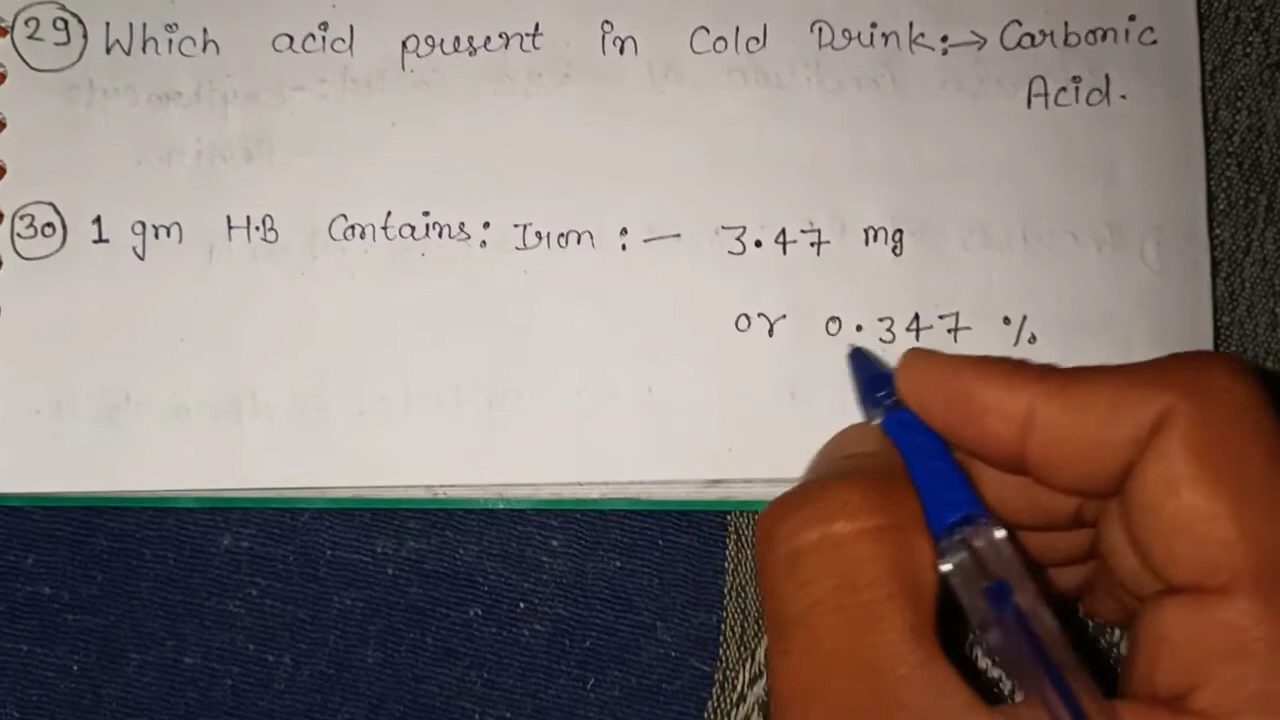 29 Which acid present in Cold Drink:→ Carbonic
Acid.
30 1 gm H.B Contains: Iron :— 3.47 mg
or 0.347 %